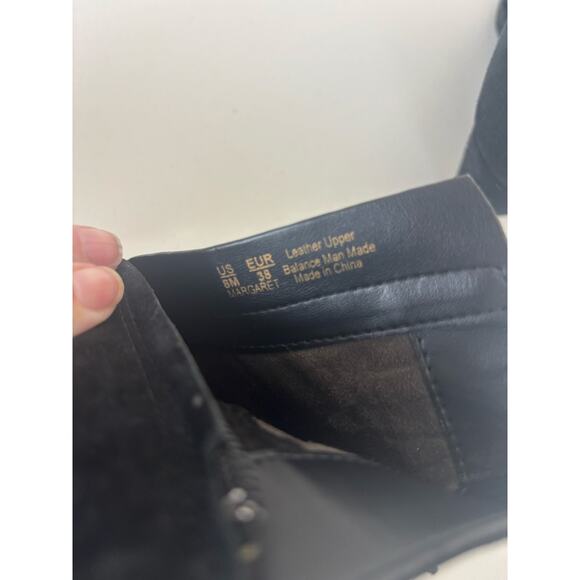 US EUR
8M 38
MARGARET
Leather Upper
Balance Man Made
Made in China